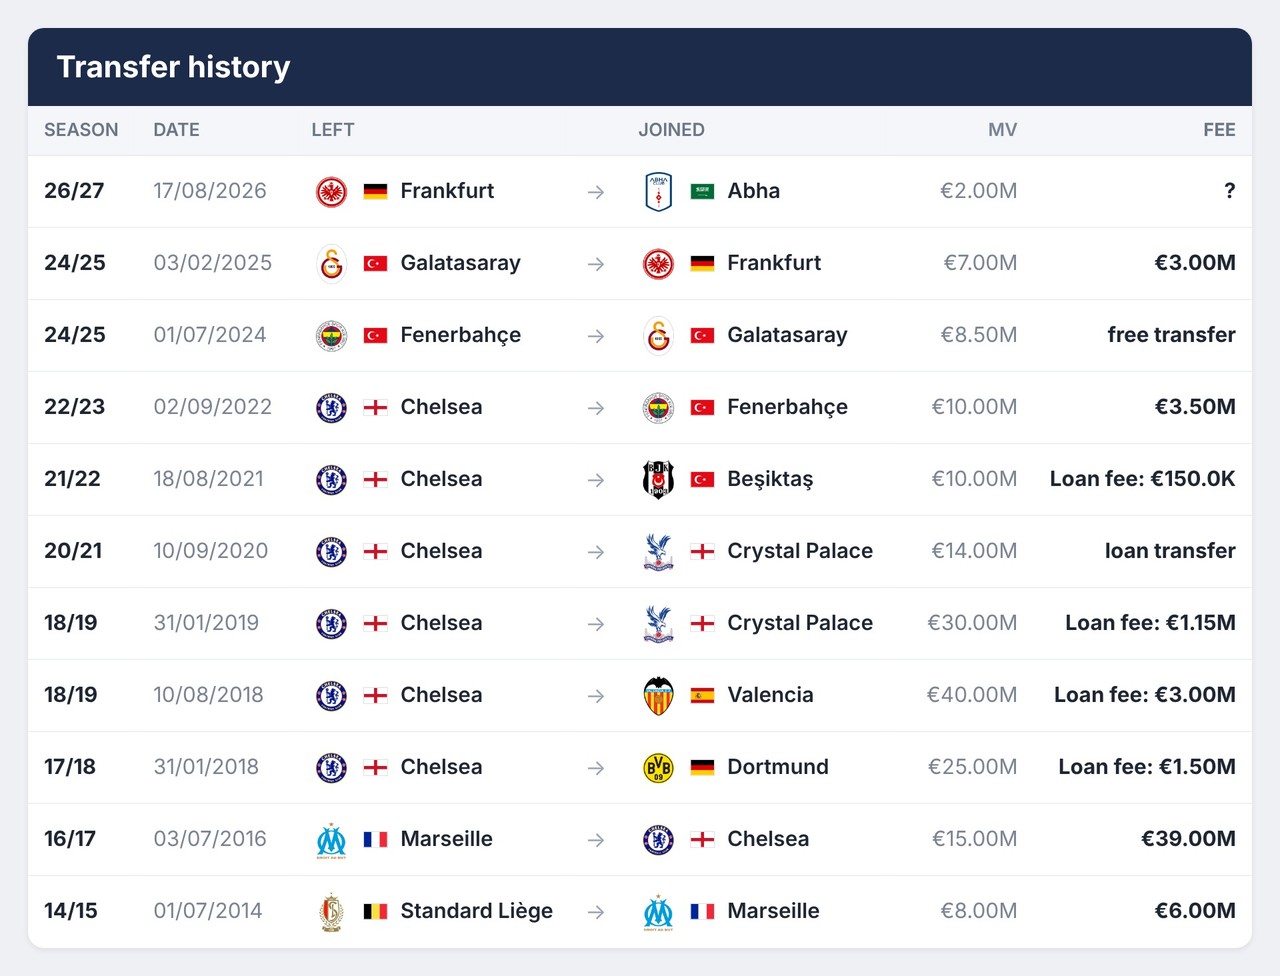 Transfer history
SEASON DATE LEFT JOINED MV FEE
26/27 17/08/2026 Frankfurt → Abha €2.00M ?
24/25 03/02/2025 Galatasaray → Frankfurt €7.00M €3.00M
24/25 01/07/2024 Fenerbahçe → Galatasaray €8.50M free transfer
22/23 02/09/2022 Chelsea → Fenerbahçe €10.00M €3.50M
21/22 18/08/2021 Chelsea → Beşiktaş €10.00M Loan fee: €150.0K
20/21 10/09/2020 Chelsea → Crystal Palace €14.00M loan transfer
18/19 31/01/2019 Chelsea → Crystal Palace €30.00M Loan fee: €1.15M
18/19 10/08/2018 Chelsea → Valencia €40.00M Loan fee: €3.00M
17/18 31/01/2018 Chelsea → Dortmund €25.00M Loan fee: €1.50M
16/17 03/07/2016 Marseille → Chelsea €15.00M €39.00M
14/15 01/07/2014 Standard Liège → Marseille €8.00M €6.00M